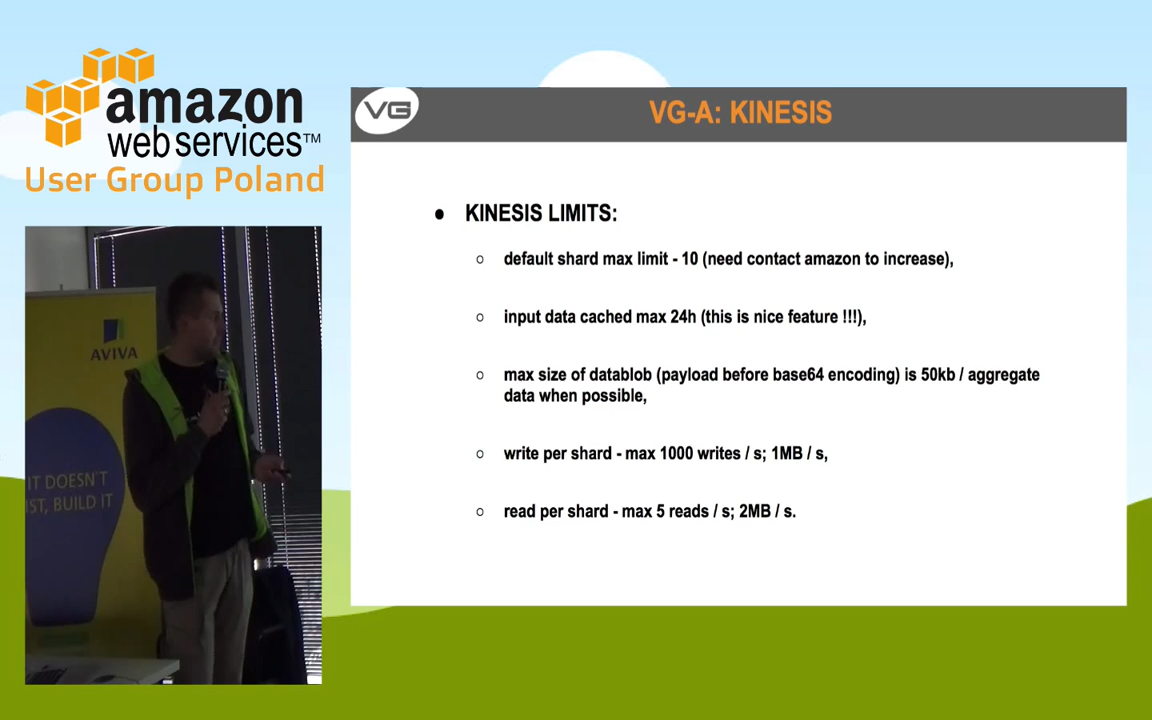 amazon
web services™
User Group Poland
VG
VG-A: KINESIS
● KINESIS LIMITS:
○ default shard max limit - 10 (need contact amazon to increase),
○ input data cached max 24h (this is nice feature !!!),
○ max size of datablob (payload before base64 encoding) is 50kb / aggregate
data when possible,
○ write per shard - max 1000 writes / s; 1MB / s,
○ read per shard - max 5 reads / s; 2MB / s.
AVIVA
IT DOESN'T
IST, BUILD IT